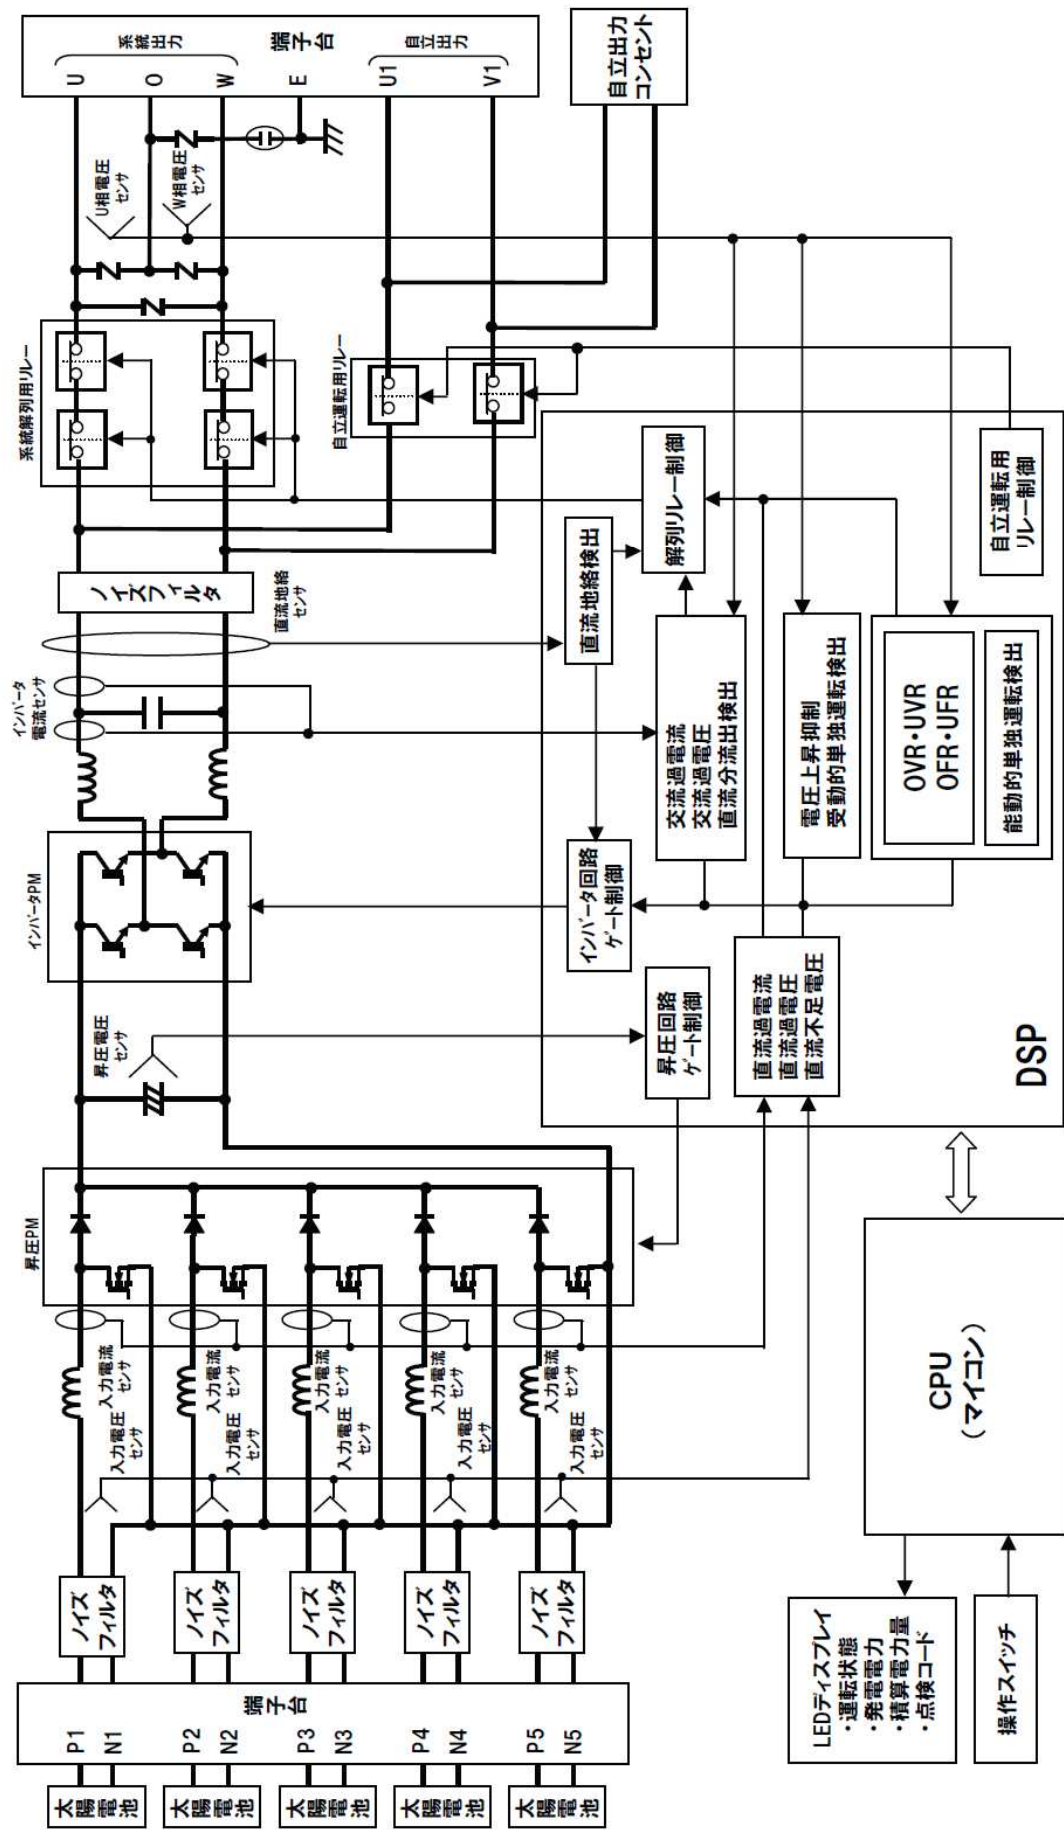 太陽電池
太陽電池
太陽電池
太陽電池
太陽電池
端子台
P1
N1
P2
N2
P3
N3
P4
N4
P5
N5
ノイズ
フィルタ
ノイズ
フィルタ
ノイズ
フィルタ
ノイズ
フィルタ
ノイズ
フィルタ
入力電圧
センサ
入力電流
センサ
入力電圧
センサ
入力電流
センサ
入力電圧
センサ
入力電流
センサ
入力電圧
センサ
入力電流
センサ
入力電圧
センサ
入力電流
センサ
昇圧PM
昇圧電圧
センサ
インバータPM
インバータ
電流センサ
直流地絡
センサ
ノイズフィルタ
系統解列用リレー
自立運転用リレー
U相電圧
センサ
W相電圧
センサ
端子台
系統出力
U
O
W
E
自立出力
U1
V1
自立出力
コンセント
昇圧回路
ゲート制御
インバータ回路
ゲート制御
直流地絡検出
解列リレー制御
直流過電流
直流過電圧
直流不足電圧
交流過電流
交流過電圧
直流分流出検出
電圧上昇抑制
受動的単独運転検出
OVR・UVR
OFR・UFR
能動的単独運転検出
自立運転用
リレー制御
DSP
CPU
（マイコン）
LEDディスプレイ
・運転状態
・発電電力
・積算電力量
・点検コード
操作スイッチ